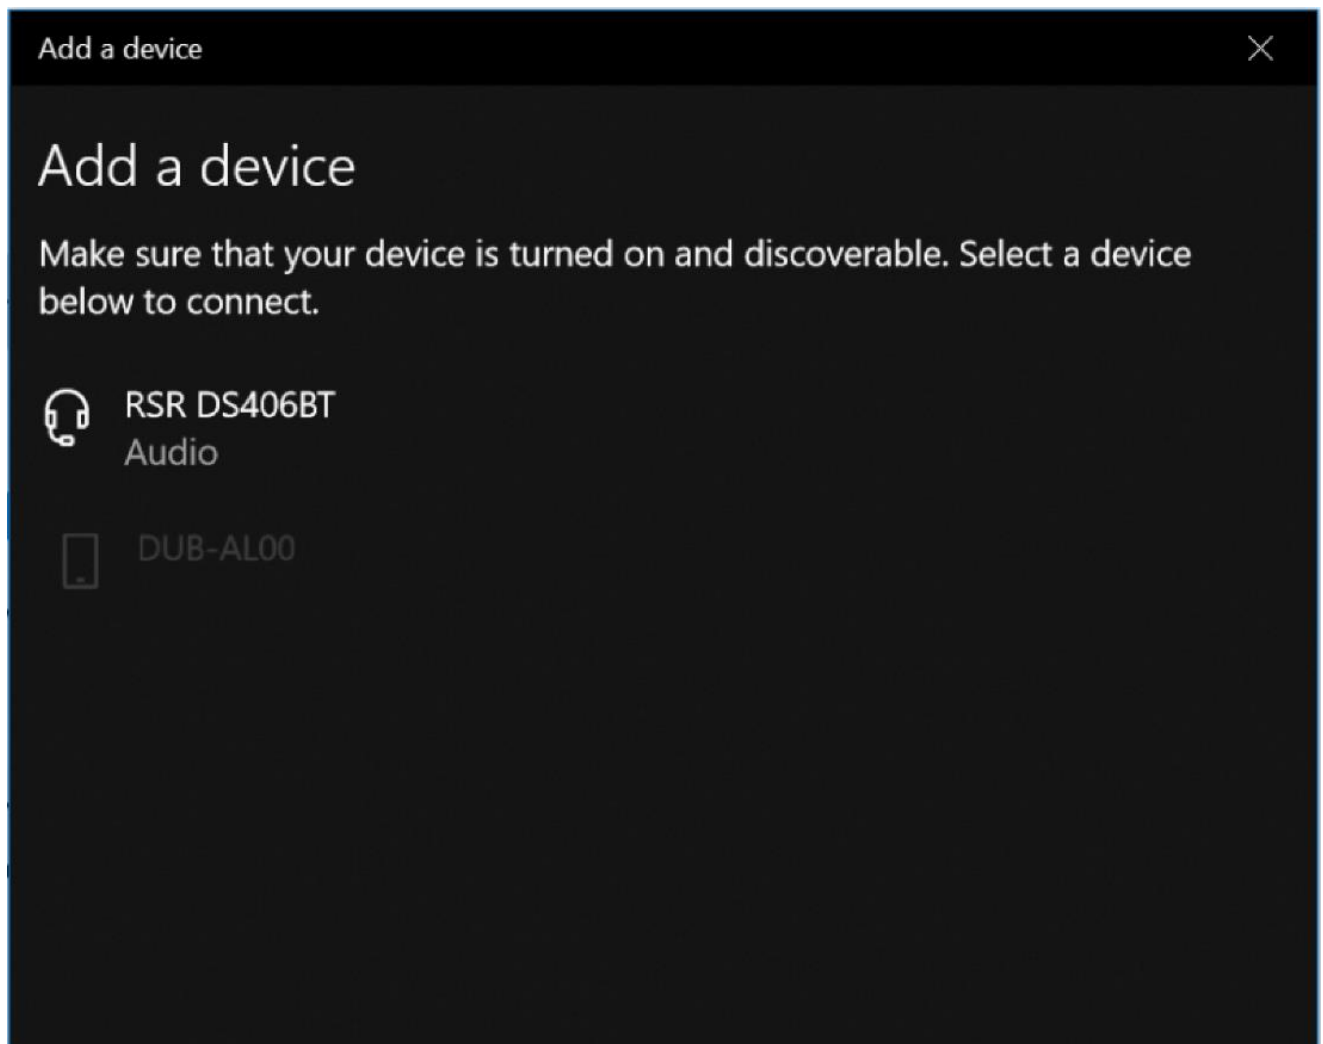 Add a device
Add a device
Make sure that your device is turned on and discoverable. Select a device
below to connect.
RSR DS406BT
Audio
DUB-AL00